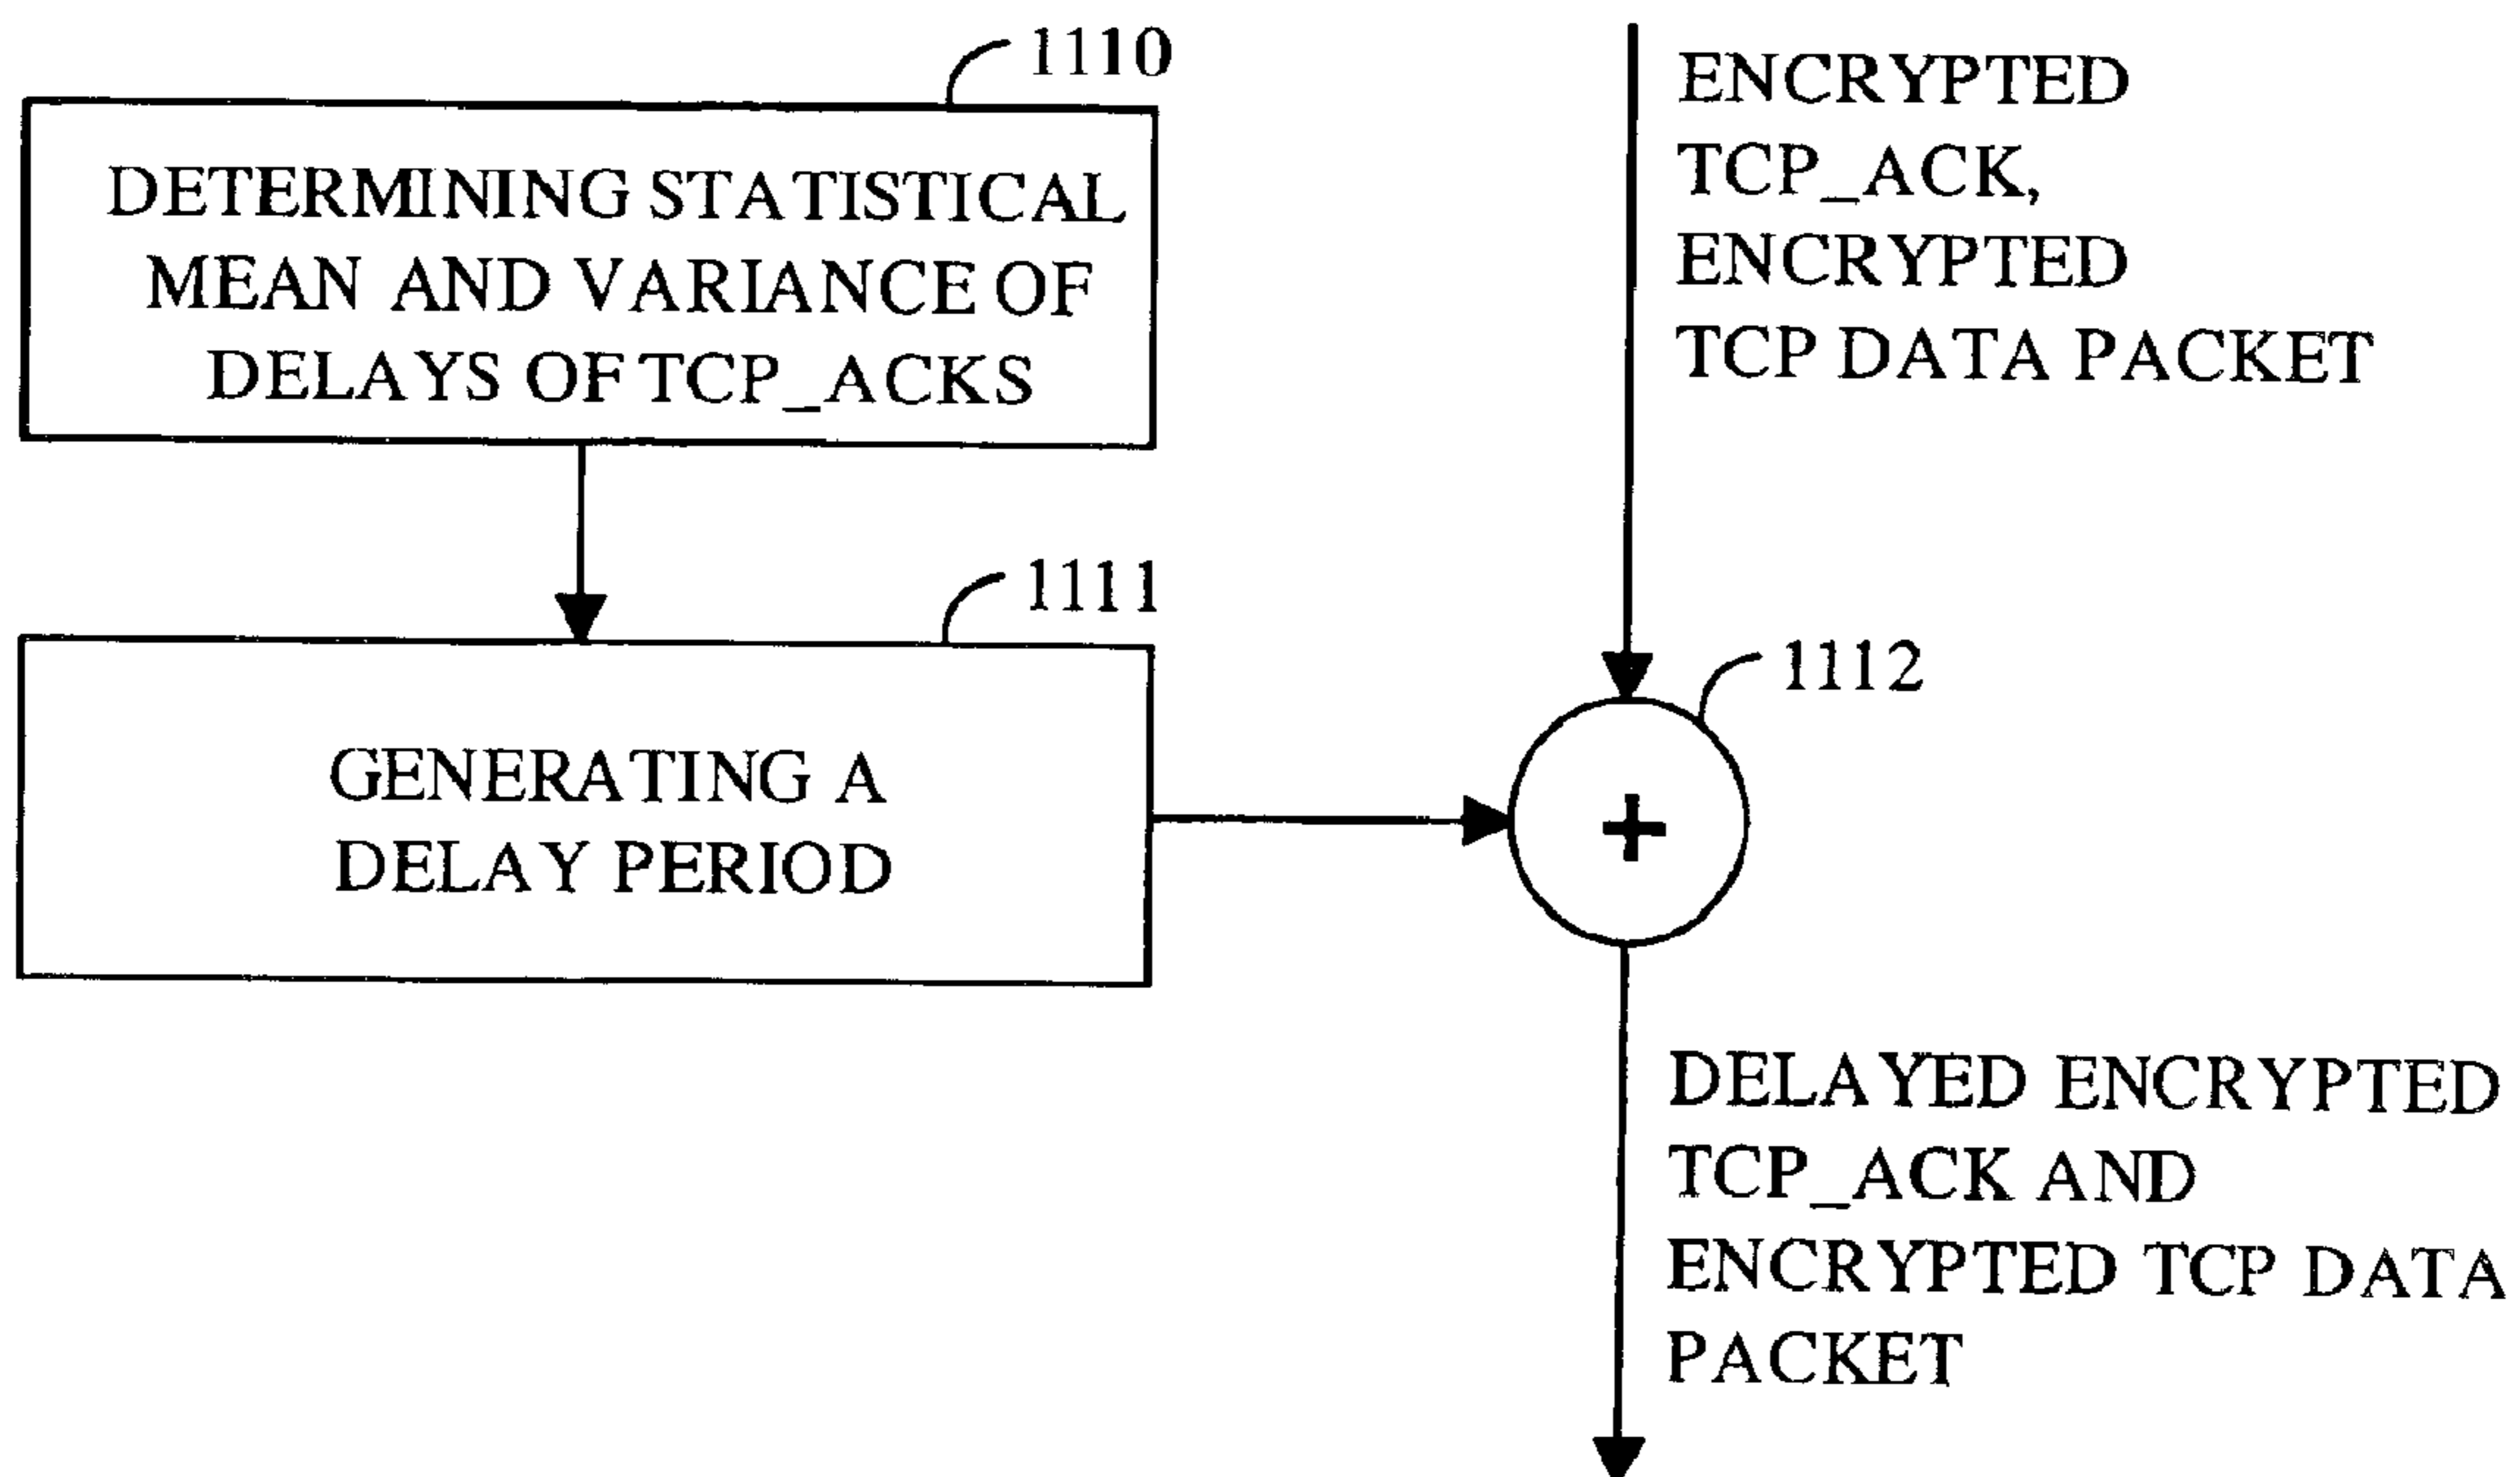 1110
DETERMINING STATISTICAL
MEAN AND VARIANCE OF
DELAYS OF TCP_ACKS
ENCRYPTED
TCP_ACK,
ENCRYPTED
TCP DATA PACKET
1111
GENERATING A
DELAY PERIOD
1112
+
DELAYED ENCRYPTED
TCP_ACK AND
ENCRYPTED TCP DATA
PACKET